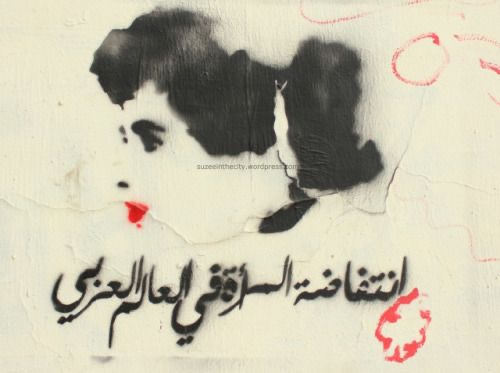 suzeeinthecity.wordpress.com
انتفاضة المرأة في العالم العربي